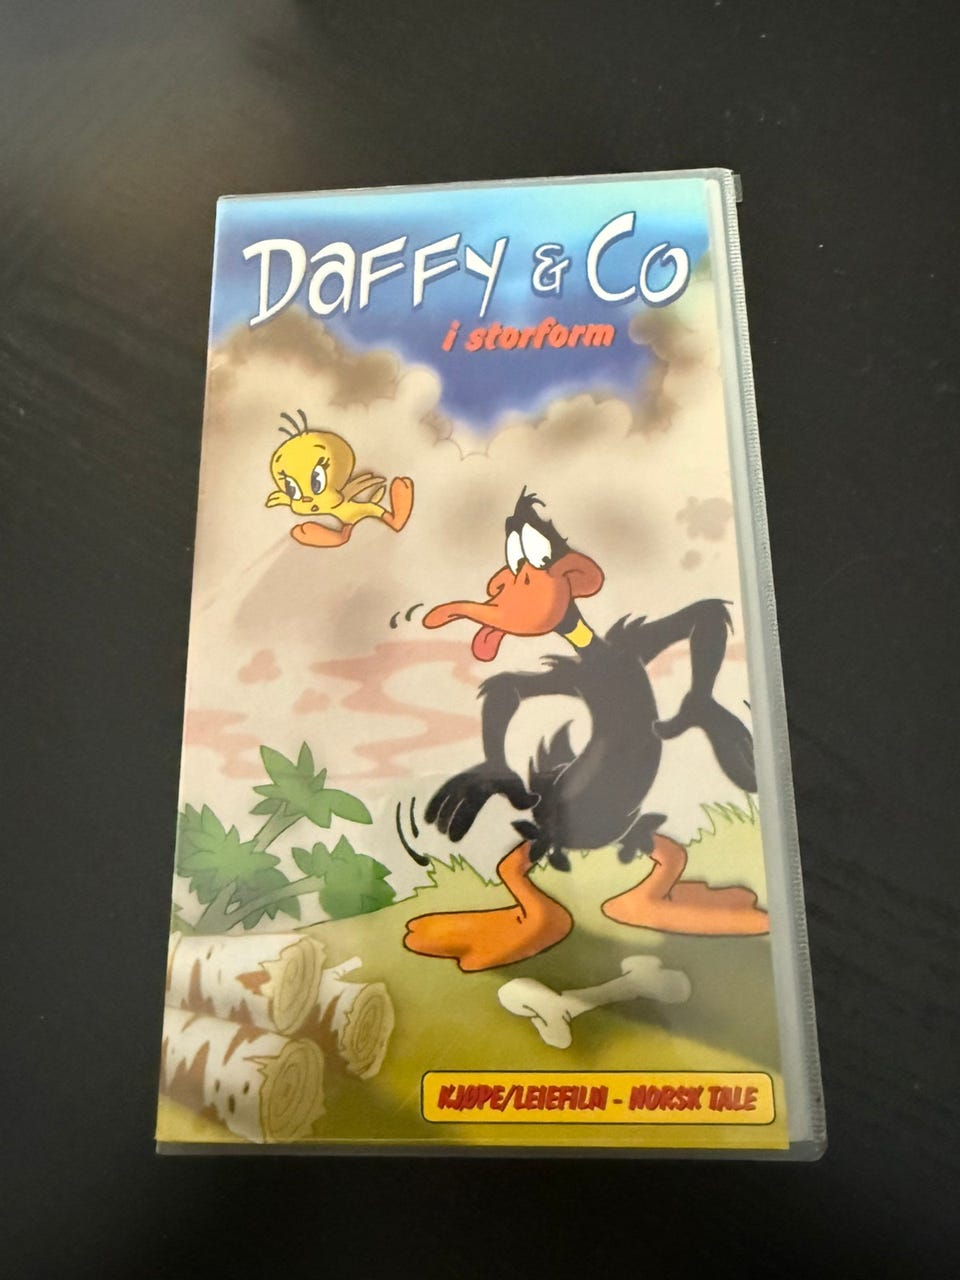 Daffy & Co
i storform
KJØPE/LEIEFILM - NORSK TALE